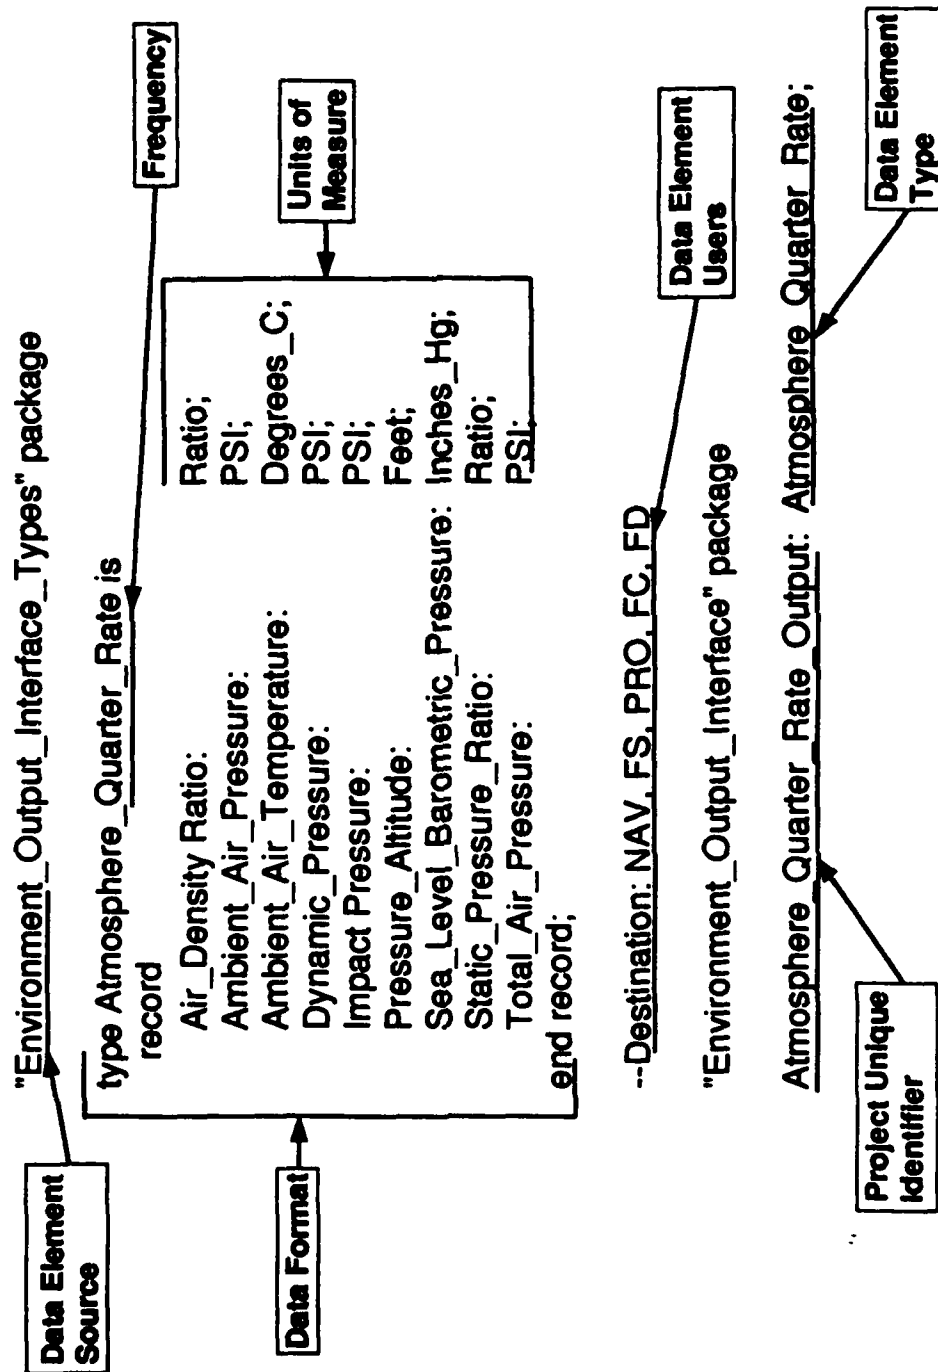 "Environment_Output_Interface_Types" package
Data Element
Source
Frequency
type Atmosphere_Quarter_Rate is
record
Air_Density Ratio: Ratio;
Ambient_Air_Pressure: PSI;
Ambient_Air_Temperature: Degrees_C;
Dynamic_Pressure: PSI;
Impact Pressure: PSI;
Pressure_Altitude: Feet;
Sea_Level_Barometric_Pressure: Inches_Hg;
Static_Pressure_Ratio: Ratio;
Total_Air_Pressure: PSI;
end record;
Data Format
Units of
Measure
--Destination: NAV, FS, PRO, FC, FD
Data Element
Users
"Environment_Output_Interface" package
Atmosphere_Quarter_Rate_Output: Atmosphere_Quarter_Rate;
Project Unique
Identifier
Data Element
Type